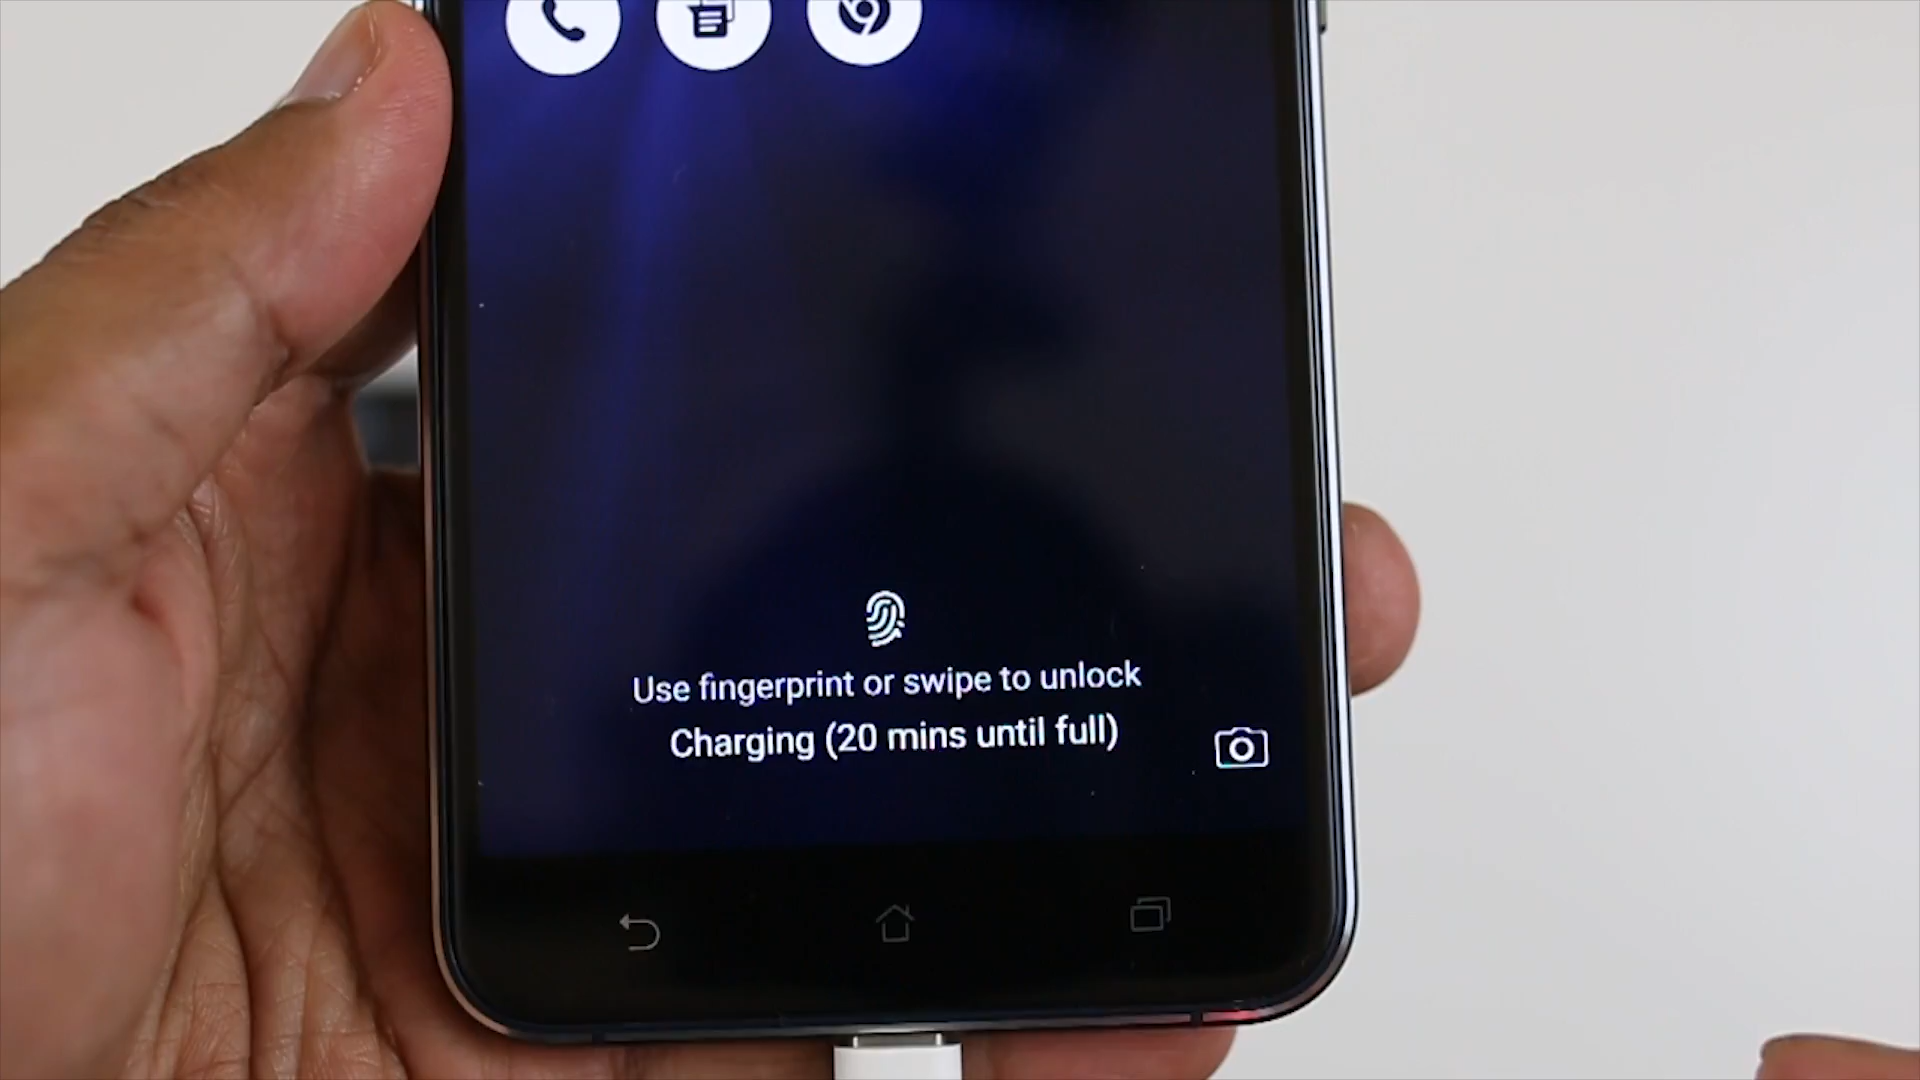 Use fingerprint or swipe to unlock
Charging (20 mins until full)